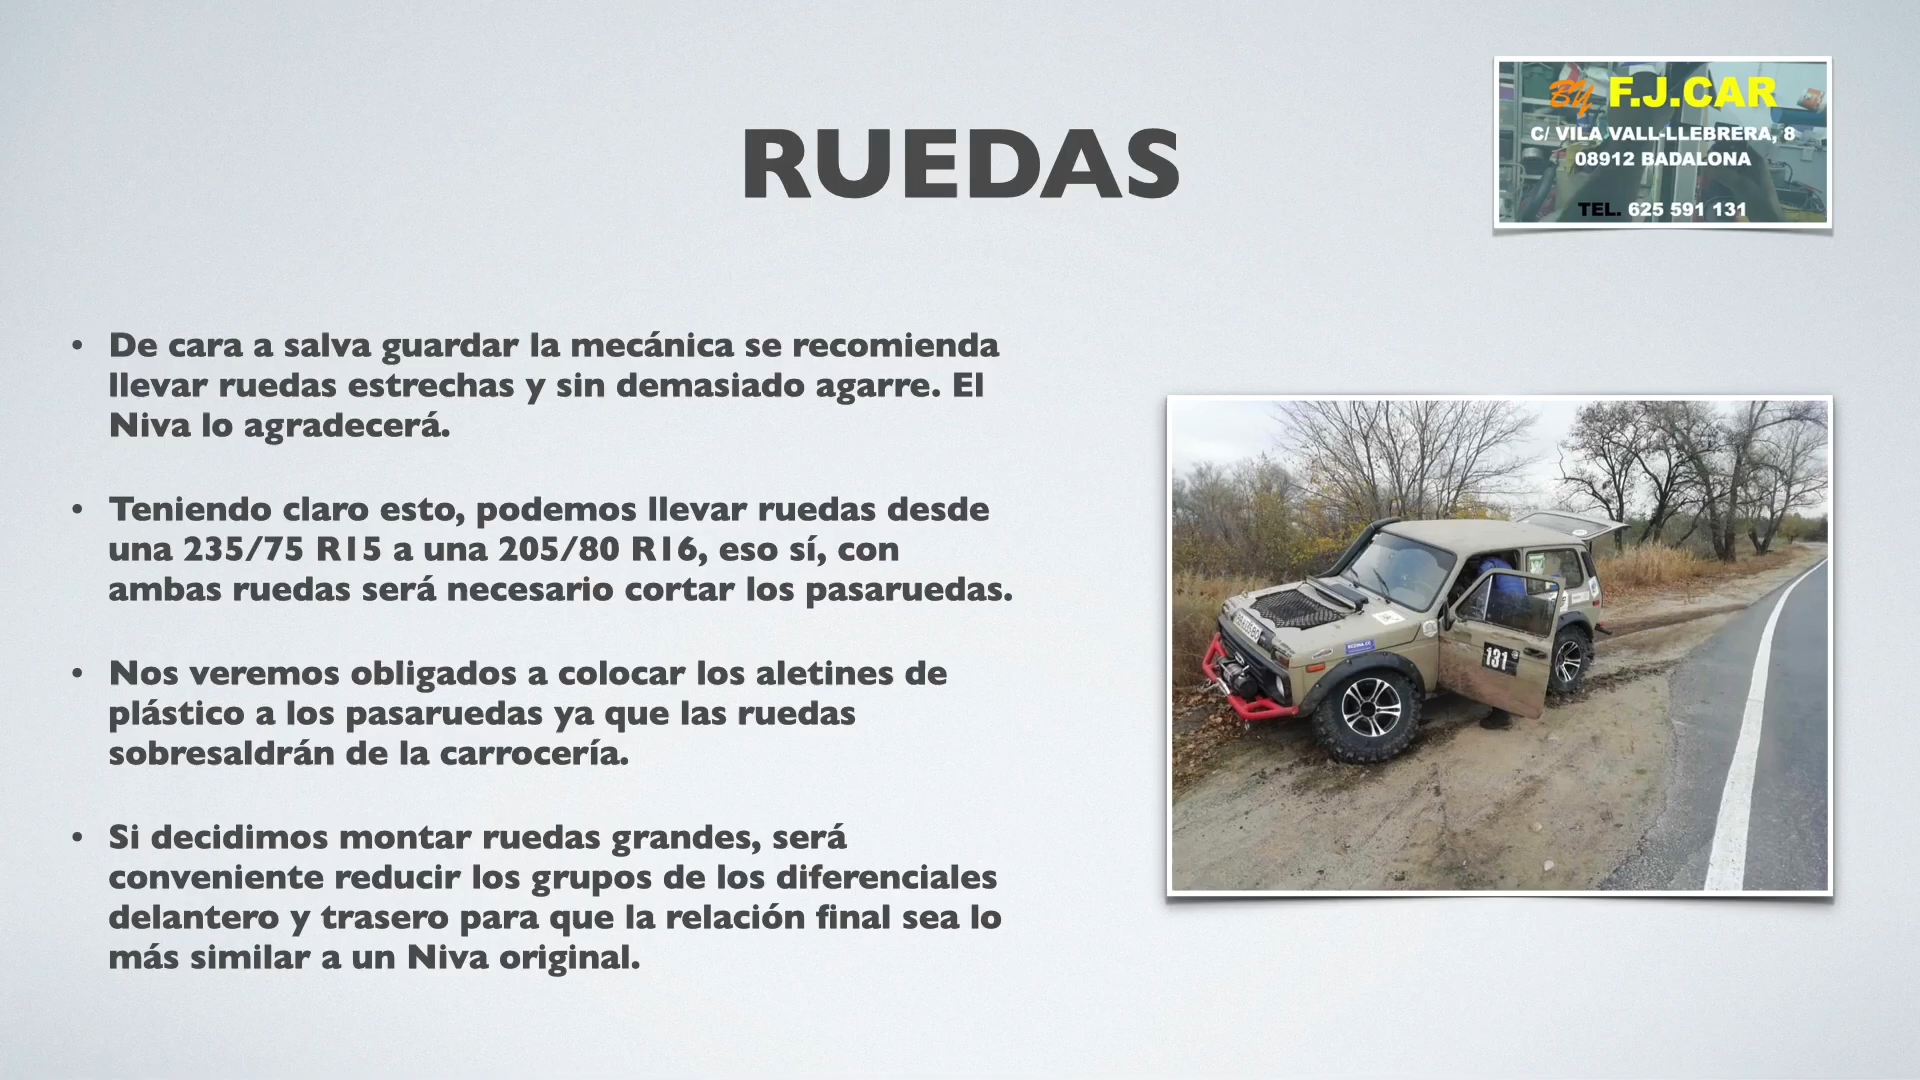 RUEDAS
BY F.J.CAR
C/ VILA VALL-LLEBRERA, 8
08912 BADALONA
TEL. 625 591 131
• De cara a salva guardar la mecánica se recomienda
llevar ruedas estrechas y sin demasiado agarre. El
Niva lo agradecerá.
• Teniendo claro esto, podemos llevar ruedas desde
una 235/75 R15 a una 205/80 R16, eso sí, con
ambas ruedas será necesario cortar los pasaruedas.
• Nos veremos obligados a colocar los aletines de
plástico a los pasaruedas ya que las ruedas
sobresaldrán de la carrocería.
• Si decidimos montar ruedas grandes, será
conveniente reducir los grupos de los diferenciales
delantero y trasero para que la relación final sea lo
más similar a un Niva original.
131